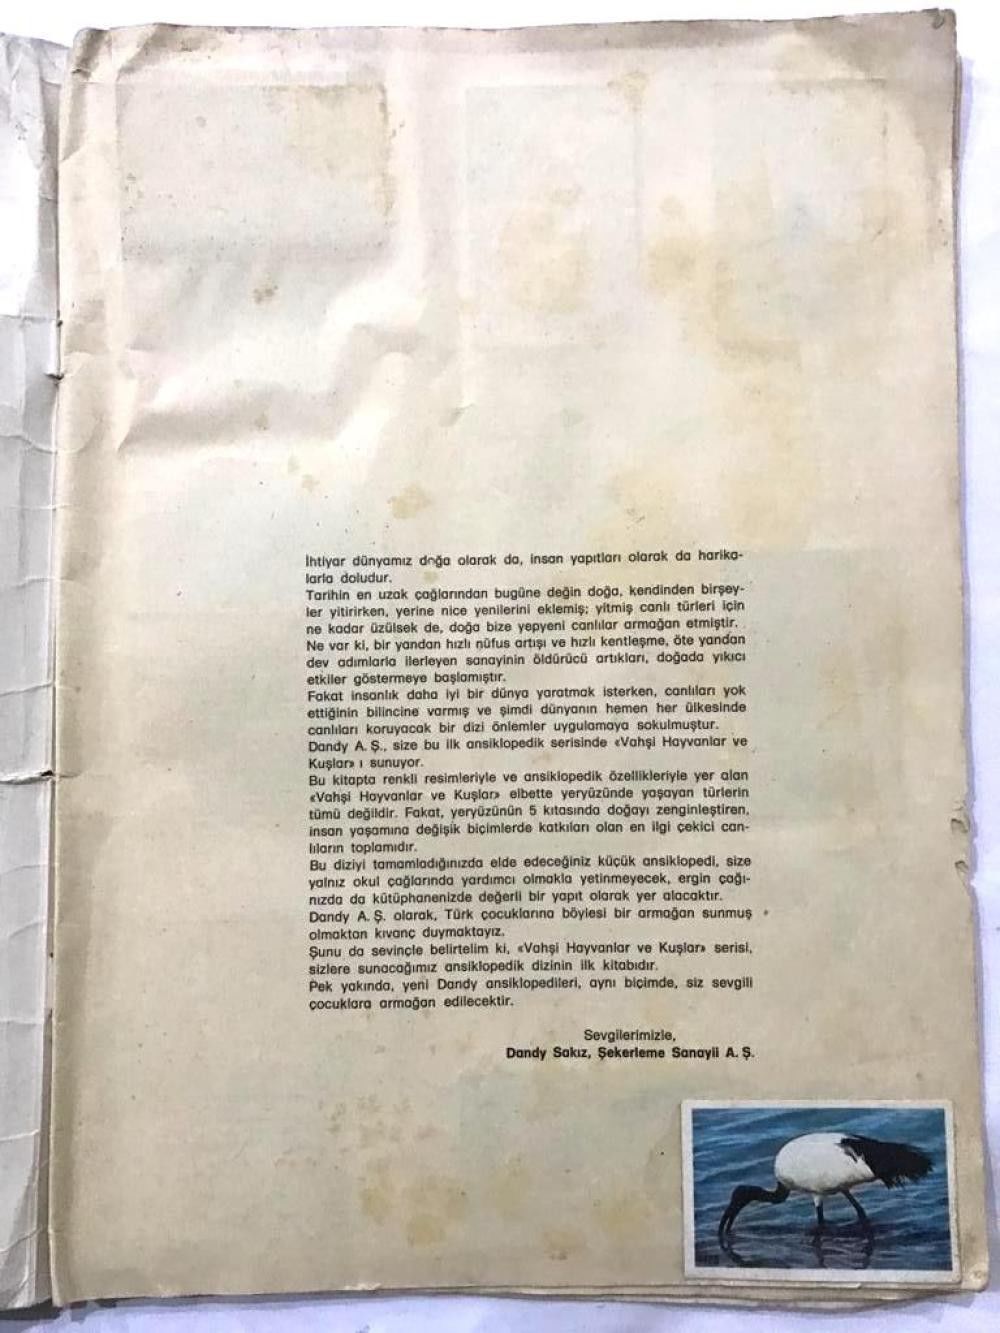 İhtiyar dünyamız doğa olarak da, insan yapıtları olarak da harika-
larla doludur.
Tarihin en uzak çağlarından bugüne değin doğa, kendinden birşey-
ler yitirirken, yerine nice yenilerini eklemiş; yitmiş canlı türleri için
ne kadar üzülsek de, doğa bize yepyeni canlılar armağan etmiştir.
Ne var ki, bir yandan hızlı nüfus artışı ve hızlı kentleşme, öte yandan
dev adımlarla ilerleyen sanayinin öldürücü artıkları, doğada yıkıcı
etkiler göstermeye başlamıştır.
Fakat insanlık daha iyi bir dünya yaratmak isterken, canlıları yok
ettiğinin bilincine varmış ve şimdi dünyanın hemen her ülkesinde
canlıları koruyacak bir dizi önlemler uygulamaya sokulmuştur.
Dandy A. Ş., size bu ilk ansiklopedik serisinde «Vahşi Hayvanlar ve
Kuşlar» ı sunuyor.
Bu kitapta renkli resimleriyle ve ansiklopedik özellikleriyle yer alan
«Vahşi Hayvanlar ve Kuşlar» elbette yeryüzünde yaşayan türlerin
tümü değildir. Fakat, yeryüzünün 5 kıtasında doğayı zenginleştiren,
insan yaşamına değişik biçimlerde katkıları olan en ilgi çekici can-
lıların toplamıdır.
Bu diziyi tamamladığınızda elde edeceğiniz küçük ansiklopedi, size
yalnız okul çağlarında yardımcı olmakla yetinmeyecek, ergin çağı-
nızda da kütüphanenizde değerli bir yapıt olarak yer alacaktır.
Dandy A. Ş. olarak, Türk çocuklarına böylesi bir armağan sunmuş
olmaktan kıvanç duymaktayız.
Şunu da sevinçle belirtelim ki, «Vahşi Hayvanlar ve Kuşlar» serisi,
sizlere sunacağımız ansiklopedik dizinin ilk kitabıdır.
Pek yakında, yeni Dandy ansiklopedileri, aynı biçimde, siz sevgili
çocuklara armağan edilecektir.
Sevgilerimizle,
Dandy Sakız, Şekerleme Sanayii A. Ş.